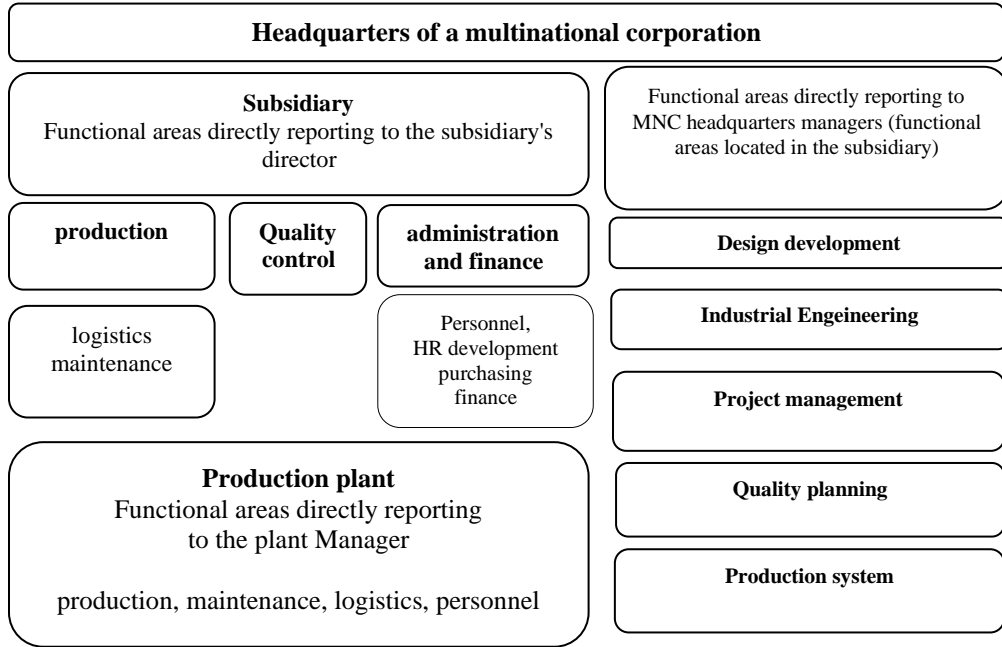 Headquarters of a multinational corporation
Subsidiary
Functional areas directly reporting to the subsidiary's
director
Functional areas directly reporting to
MNC headquarters managers (functional
areas located in the subsidiary)
production
Quality
control
administration
and finance
logistics
maintenance
Personnel,
HR development
purchasing
finance
Design development
Industrial Engeineering
Project management
Quality planning
Production system
Production plant
Functional areas directly reporting
to the plant Manager
production, maintenance, logistics, personnel